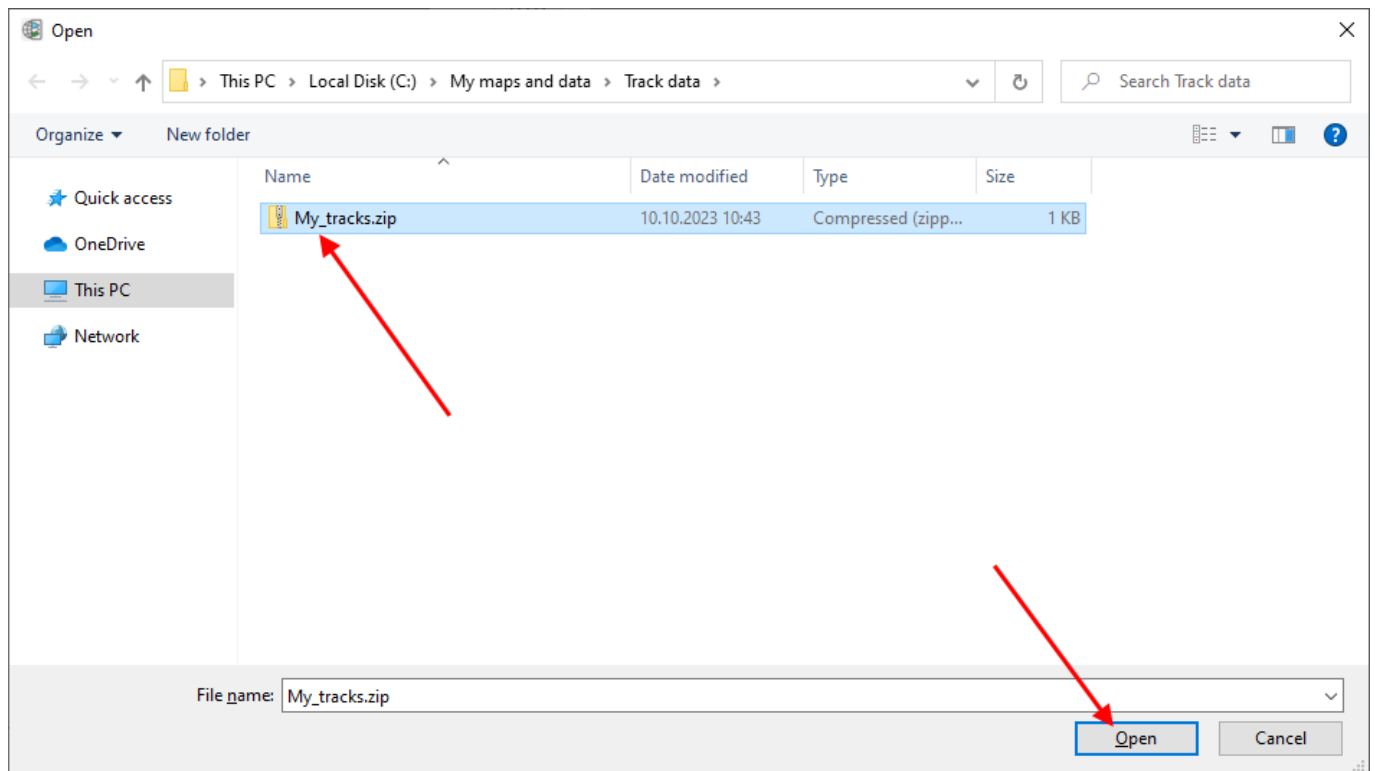 Open
This PC Local Disk (C:) My maps and data Track data Search Track data
Organize New folder ?
Name Date modified Type Size
Quick access
My_tracks.zip 10.10.2023 10:43 Compressed (zipp... 1 KB
OneDrive
This PC
Network
File name: My_tracks.zip
Open Cancel